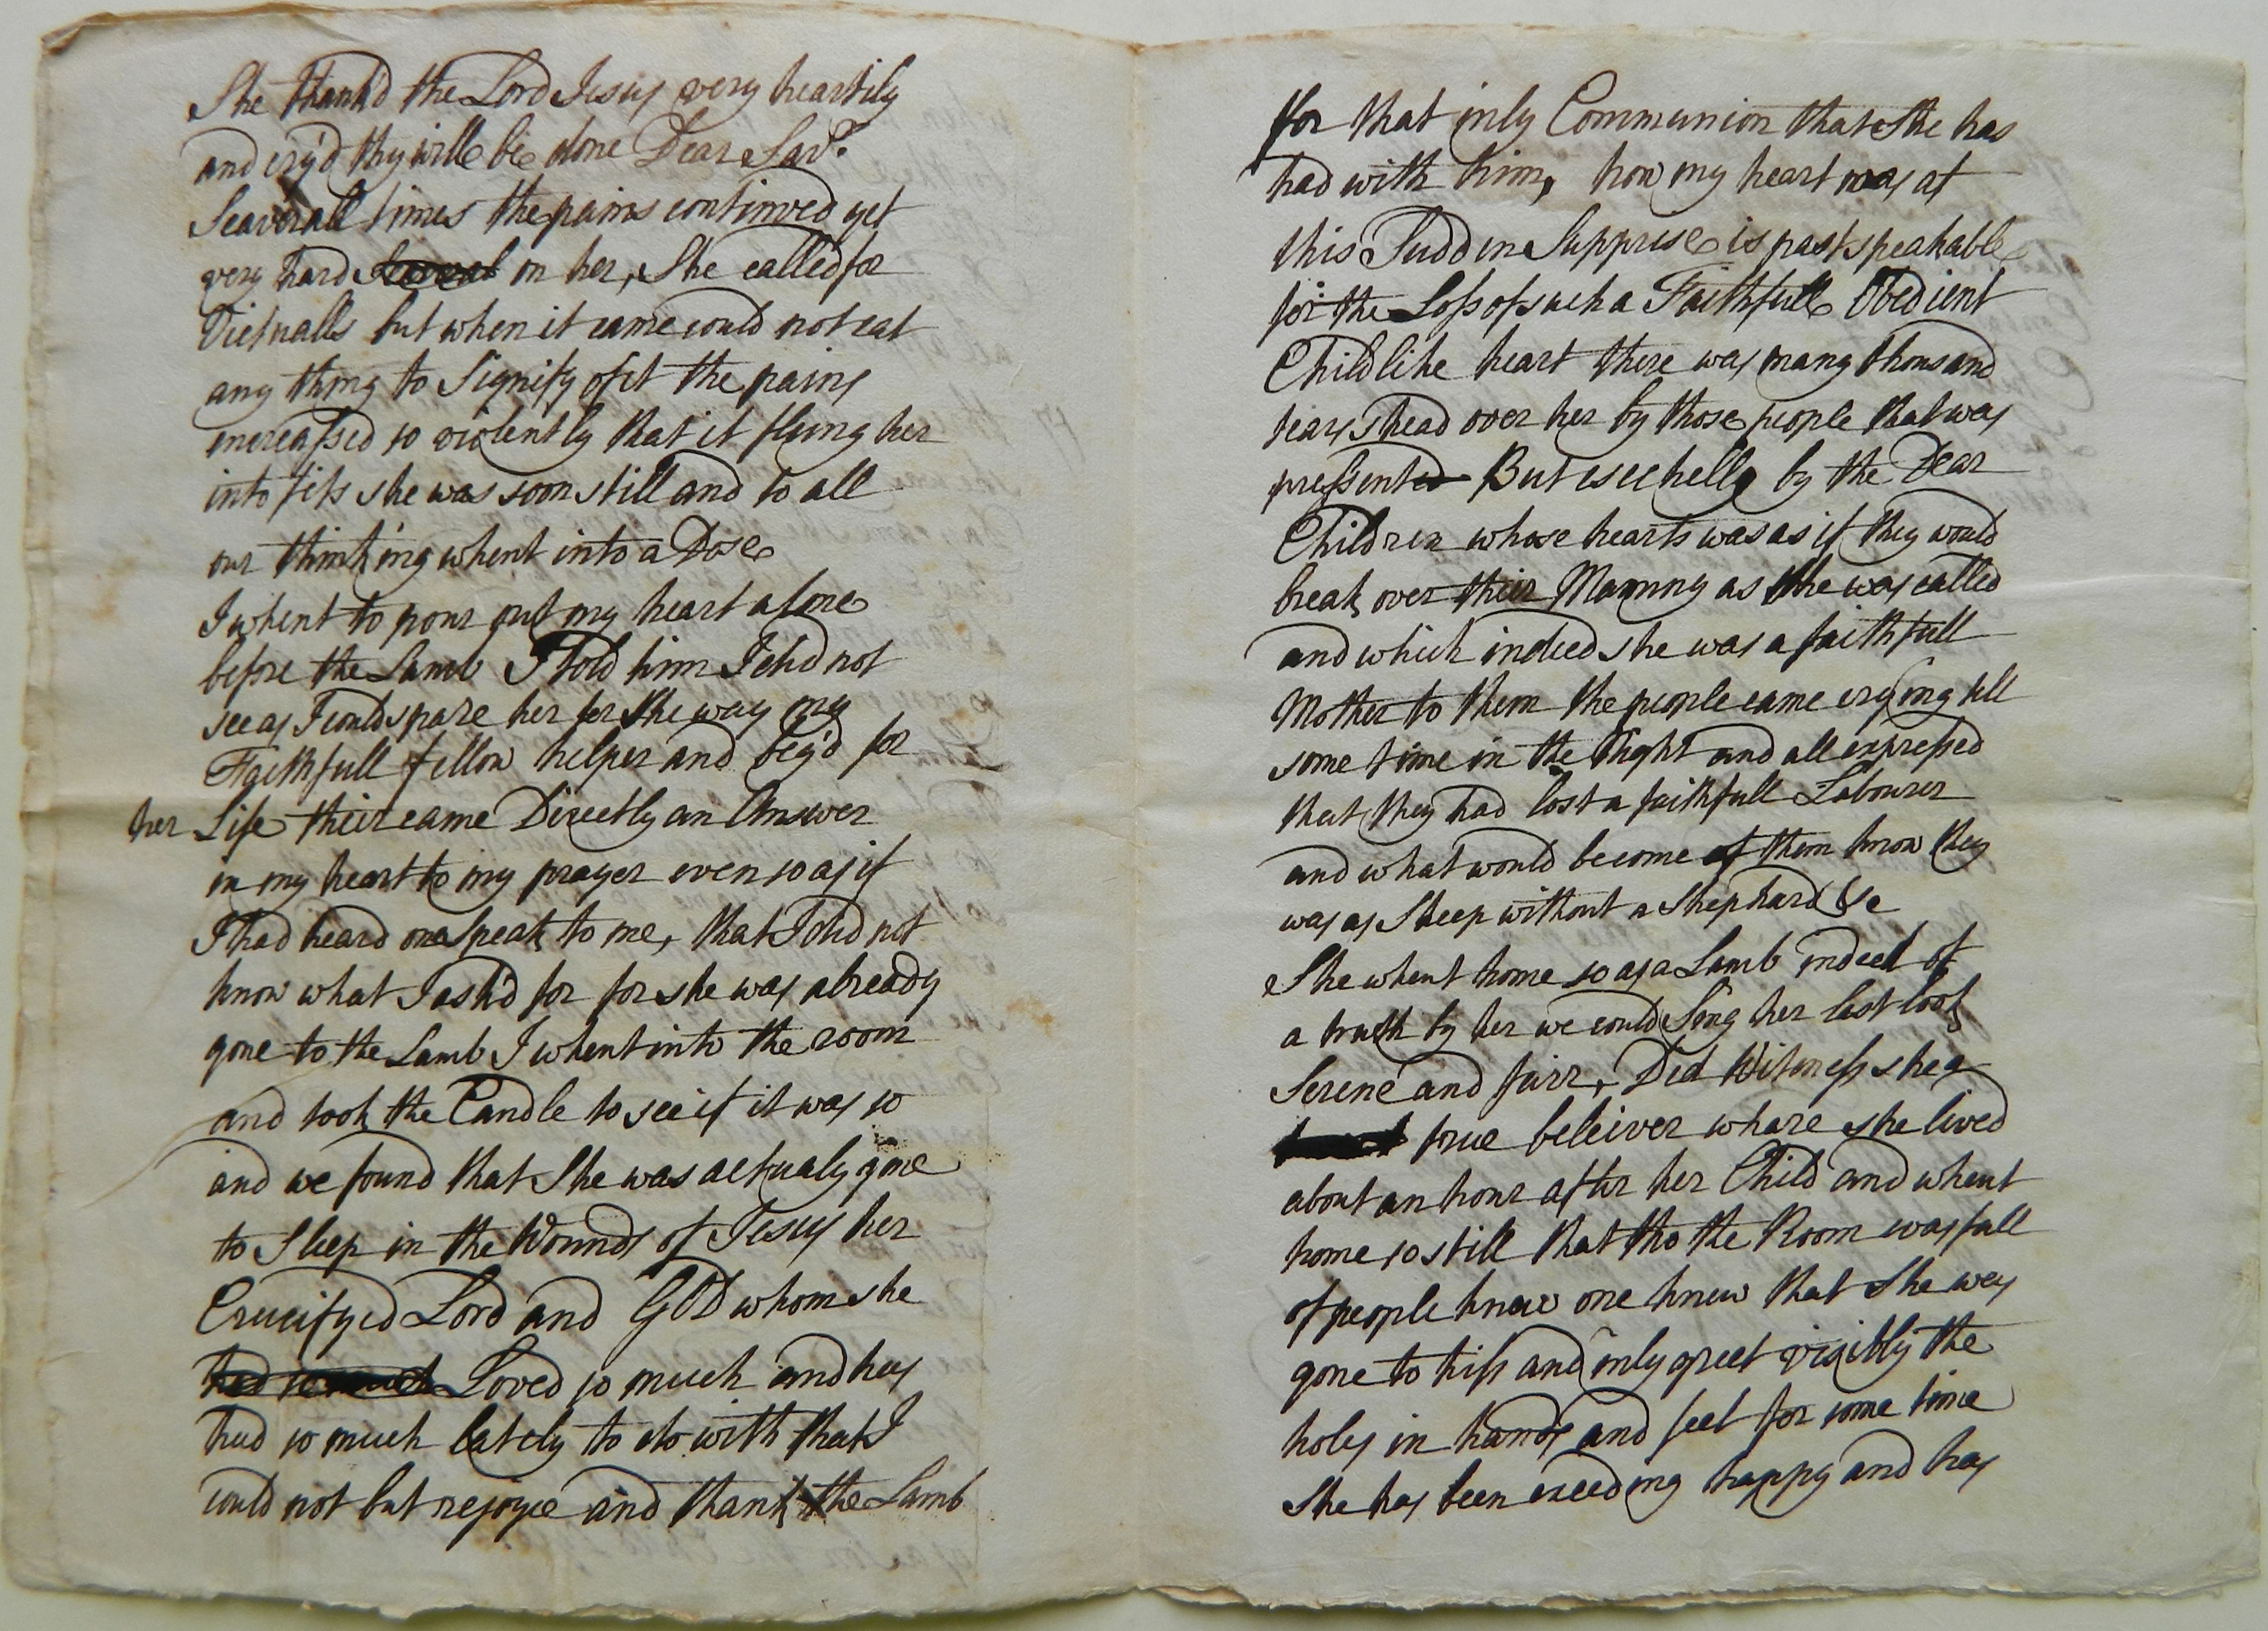 She thank'd the Lord Jesus very heartily
and cry'd thy will be done Dear Savr.
Seaverall times the pains continued yet
very hard on her, She called for
Victualls but when it came could not eat
any thing to Signify of it the pains
increassed so violently that it flung her
into fits she was soon still and to all
our thinking whent into a Dose
I whent to pour out my heart afore
before the Lamb I told him I did not
see as I could spare her for she was my
Faithfull fellow helper and beg'd for
her Life their came Directly an Answer
in my heart to my prayer even so as if
I had heard one Speak to me, that I did not
know what I ask'd for for she was already
gone to the Lamb I whent into the room
and took the Candle to see if it was so
and we found that She was actualy gone
to Sleep in the Wounds of Jesus her
Crucifyed Lord and GOD whom she
had so much Loved so much and has
had so much lately to do with that I
could not but rejoyce and thank the Lamb
for that inly Communion that She has
had with him, how my heart was at
this Sudden Supprise is past speakable
for the Loss of such a Faithfull Obedient
Childlike heart there was many thousand
tears shead over her by those people that was
pressented But by the Dear
Children whose hearts was as if they would
break over their Mammy as she was called
and which indeed she was a faithfull
Mother to them the people came crying till
some time in the Night and all expressed
that they had lost a faithfull Labourer
and what would become of them know they
was as Sheep without a Shephard &c
She whent home so as a Lamb indeed of
a truth by her we could Sing her last look
Serene and fair, Did Witness she a
true beleiver whare she lived
about an hour after her Child and whent
home so still that tho the Room was full
of people know one knew that She was
gone to kiss and inly greet visibly the
holes in hands and feet for some time
She has been exeeding happy and has